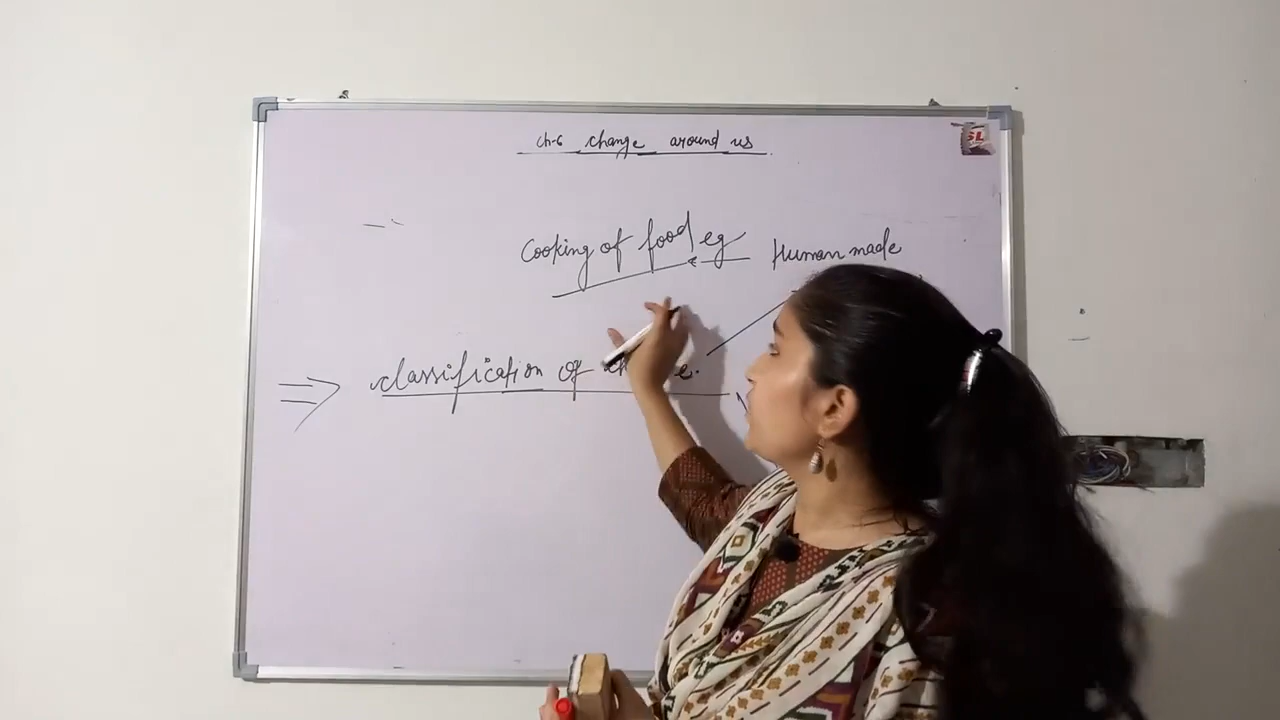 ch-6 change around us
Cooking of food eg Human made
classification of